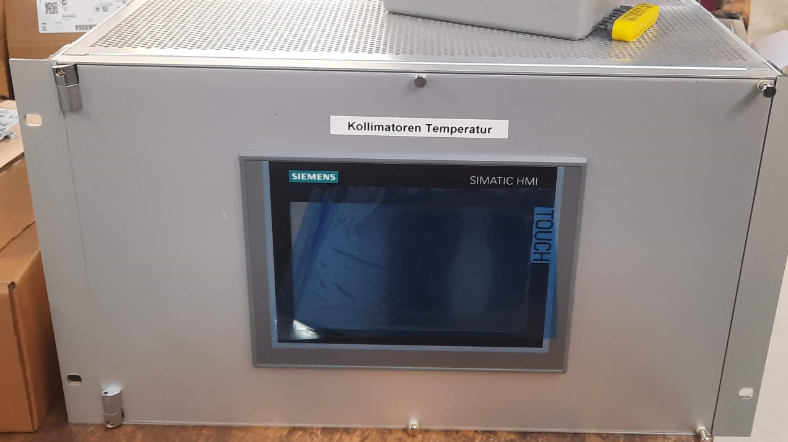 Kollimatoren Temperatur
SIEMENS
SIMATIC HMI
TOUCH